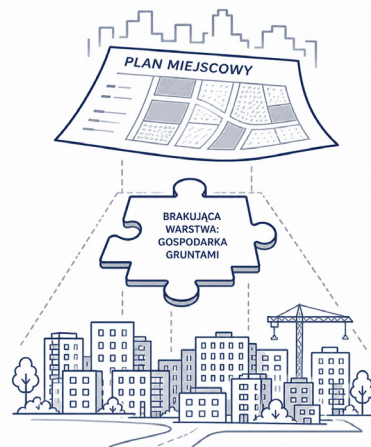 PLAN MIEJSCOWY
BRAKUJĄCA
WARSTWA:
GOSPODARKA
GRUNTAMI